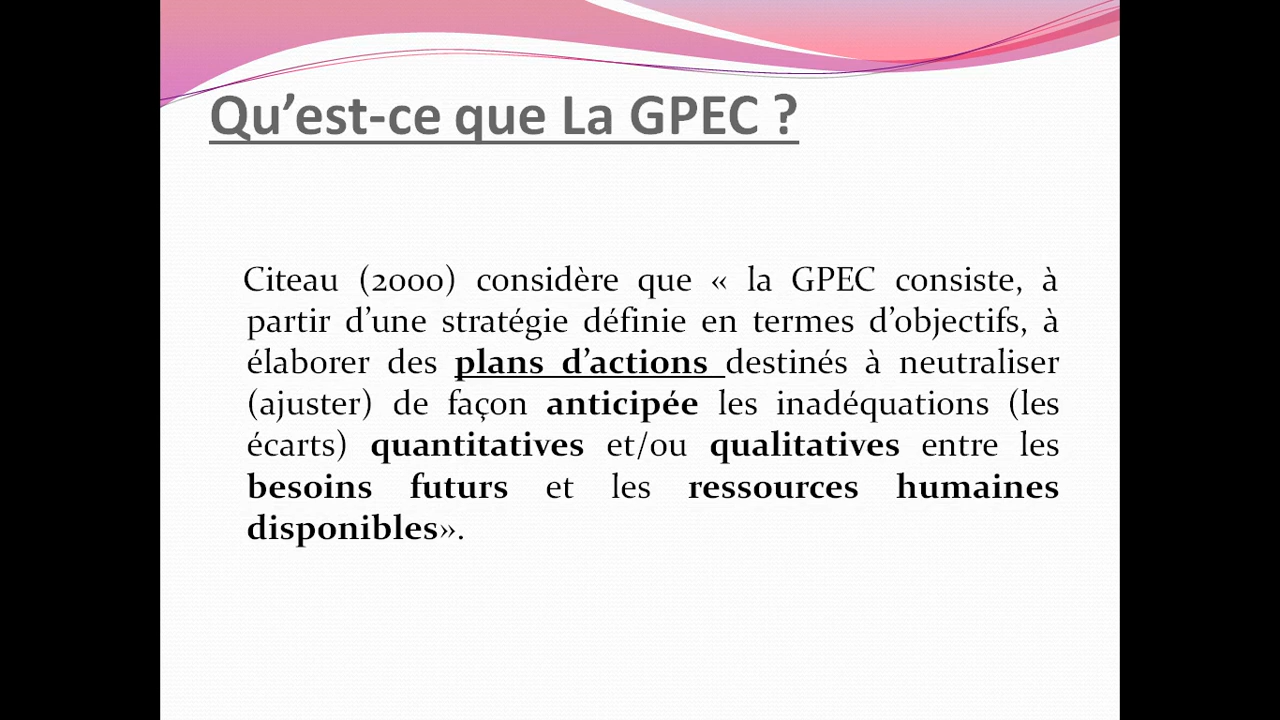 Qu’est-ce que La GPEC ?
Citeau (2000) considère que « la GPEC consiste, à
partir d’une stratégie définie en termes d’objectifs, à
élaborer des plans d’actions destinés à neutraliser
(ajuster) de façon anticipée les inadéquations (les
écarts) quantitatives et/ou qualitatives entre les
besoins futurs et les ressources humaines
disponibles».